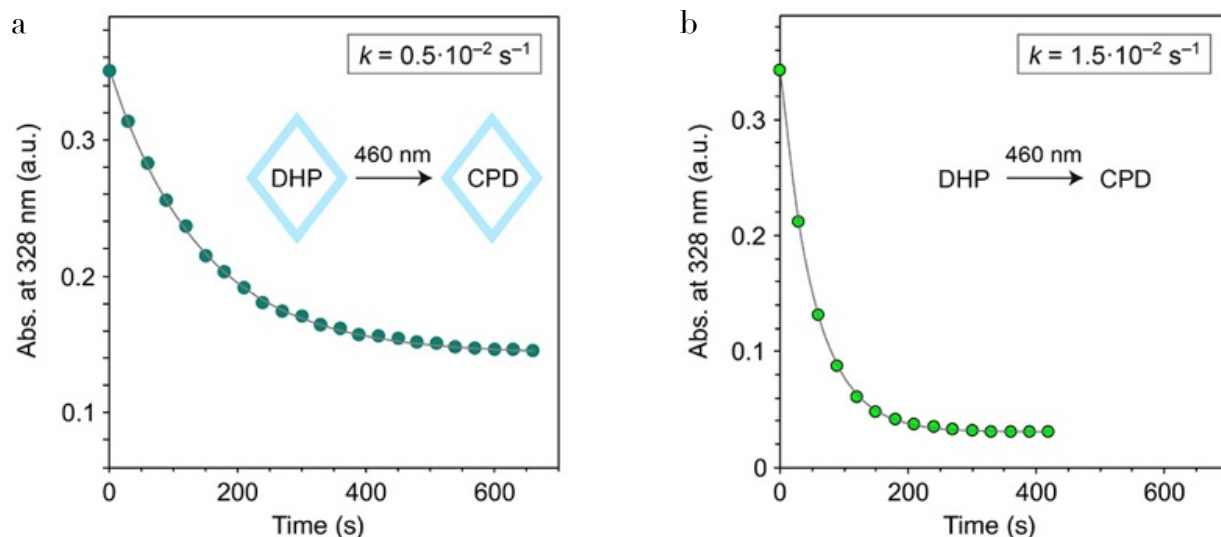 a
k = 0.5·10⁻² s⁻¹
Abs. at 328 nm (a.u.)
0.3
0.2
0.1
DHP
460 nm
CPD
0
200
400
600
Time (s)
b
k = 1.5·10⁻² s⁻¹
Abs. at 328 nm (a.u.)
0.3
0.2
0.1
0
DHP
460 nm
CPD
0
200
400
600
Time (s)